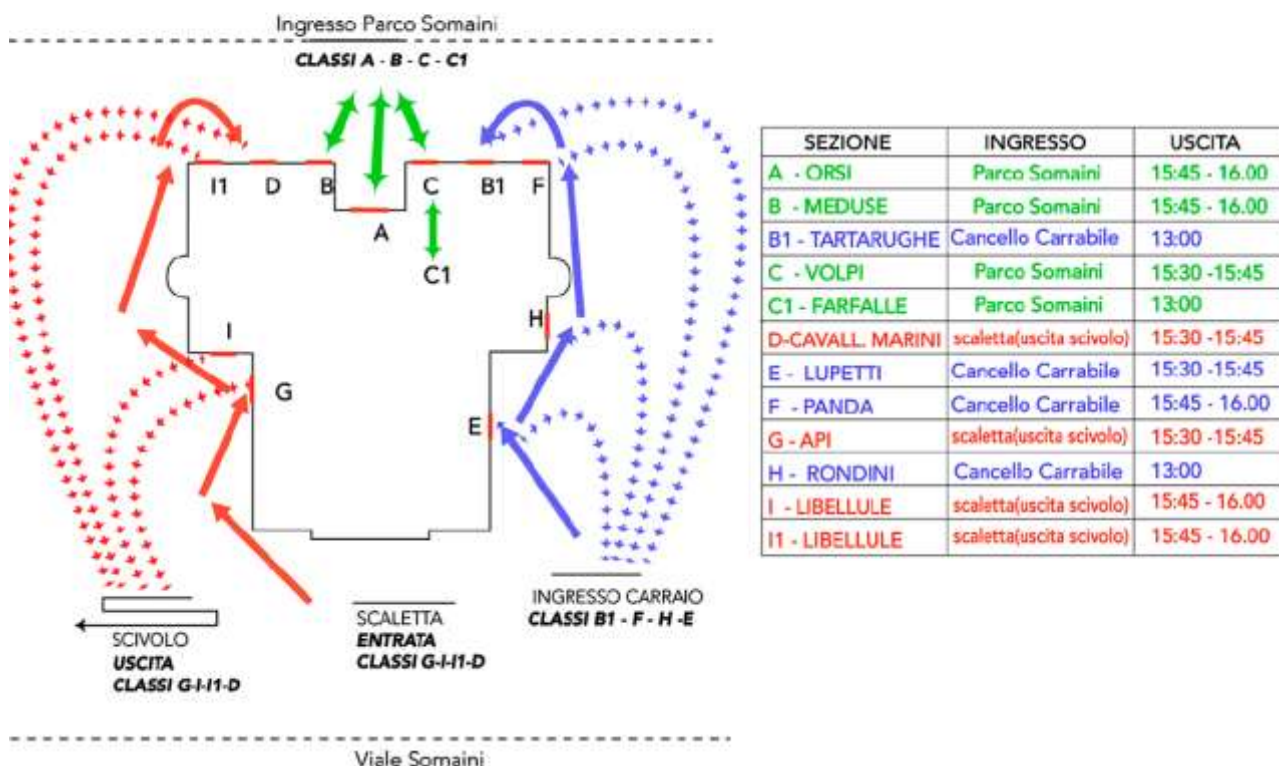 Ingresso Parco Somaini
CLASSI A - B - C - C1
I1 D B C B1 F
A
C1
I
H
G
E
SCIVOLO
USCITA
CLASSI G-I-I1-D
SCALETTA
ENTRATA
CLASSI G-I-I1-D
INGRESSO CARRAIO
CLASSI B1 - F - H -E
Viale Somaini
SEZIONE INGRESSO USCITA
A - ORSI Parco Somaini 15:45 - 16.00
B - MEDUSE Parco Somaini 15:45 - 16.00
B1 - TARTARUGHE Cancello Carrabile 13:00
C - VOLPI Parco Somaini 15:30 -15:45
C1 - FARFALLE Parco Somaini 13:00
D-CAVALL. MARINI scaletta(uscita scivolo) 15:30 -15:45
E - LUPETTI Cancello Carrabile 15:30 -15:45
F - PANDA Cancello Carrabile 15:45 - 16.00
G - API scaletta(uscita scivolo) 15:30 -15:45
H - RONDINI Cancello Carrabile 13:00
I - LIBELLULE scaletta(uscita scivolo) 15:45 - 16.00
I1 - LIBELLULE scaletta(uscita scivolo) 15:45 - 16.00